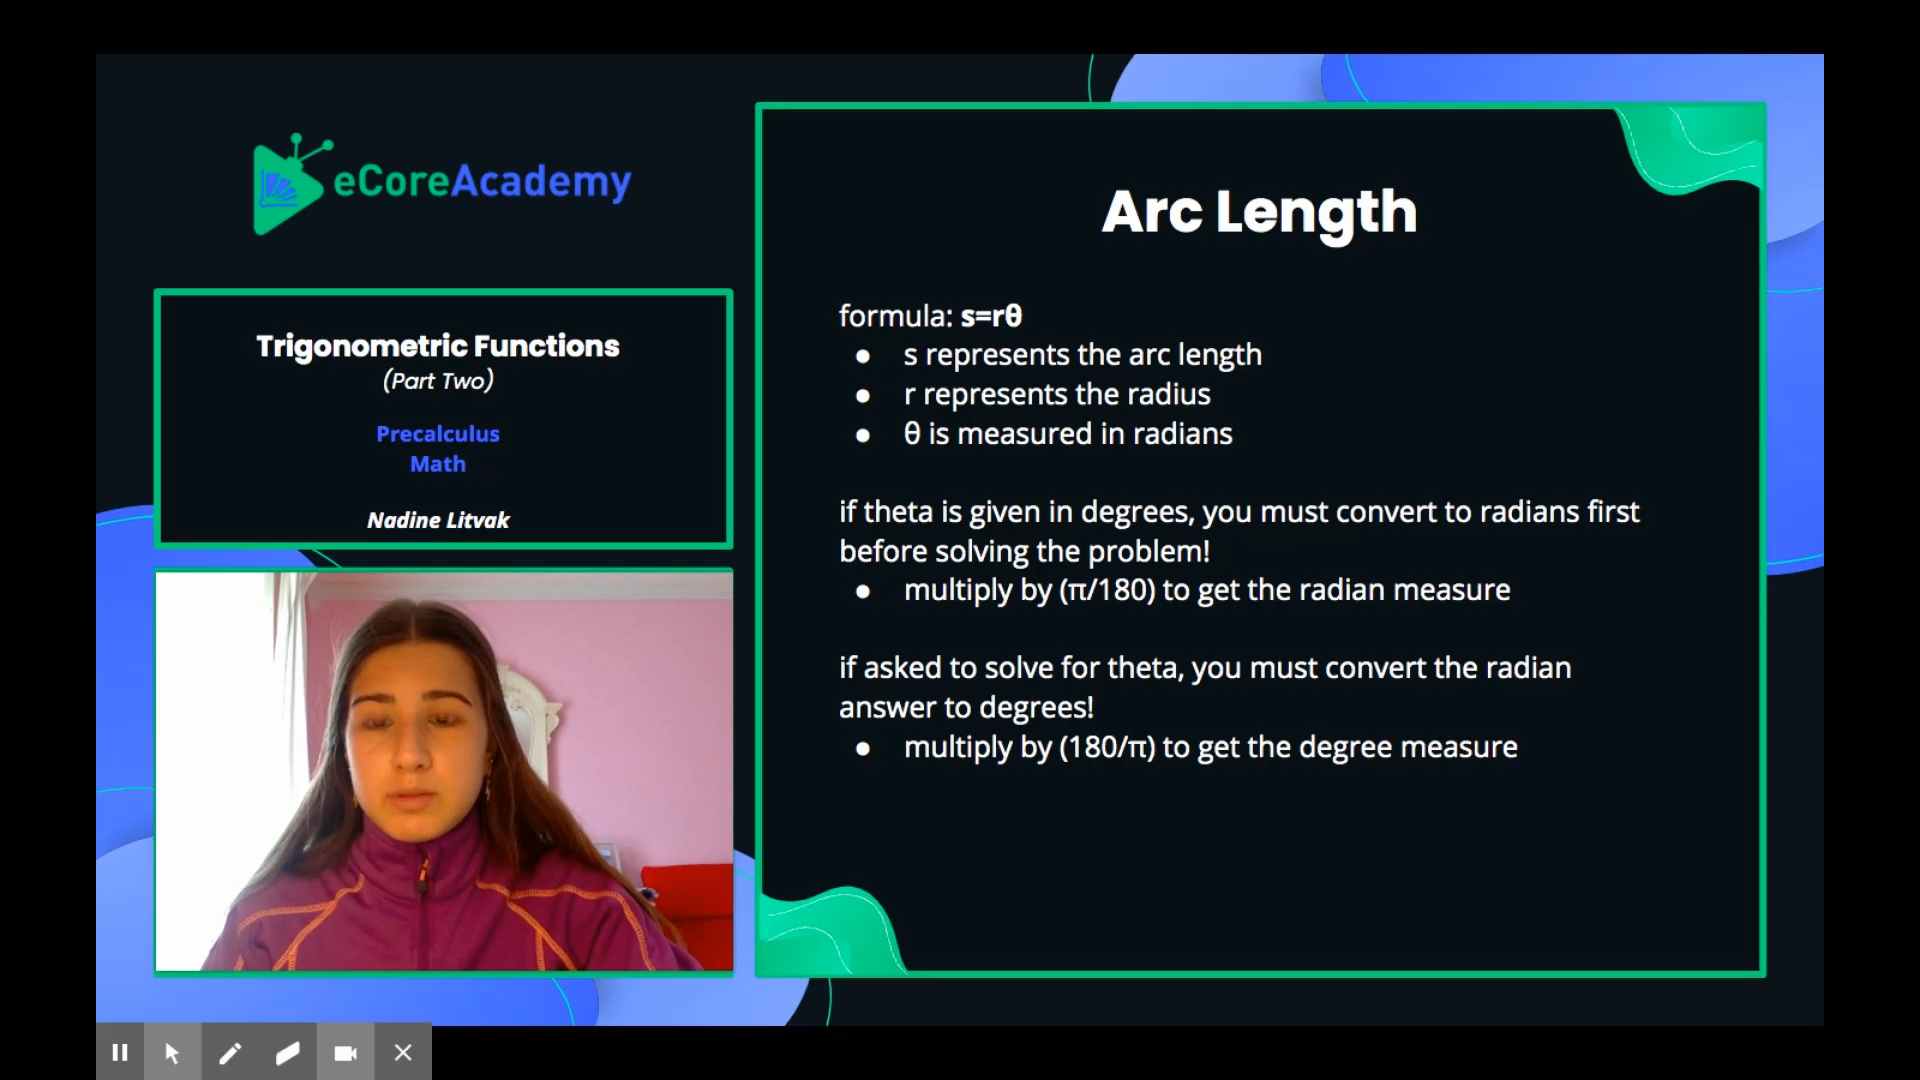 eCoreAcademy
Trigonometric Functions
(Part Two)
Precalculus
Math
Nadine Litvak
Arc Length
formula: s=rθ
● s represents the arc length
● r represents the radius
● θ is measured in radians
if theta is given in degrees, you must convert to radians first
before solving the problem!
● multiply by (π/180) to get the radian measure
if asked to solve for theta, you must convert the radian
answer to degrees!
● multiply by (180/π) to get the degree measure